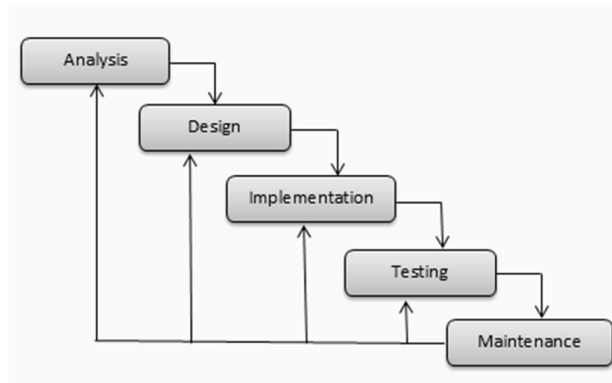 Analysis
Design
Implementation
Testing
Maintenance